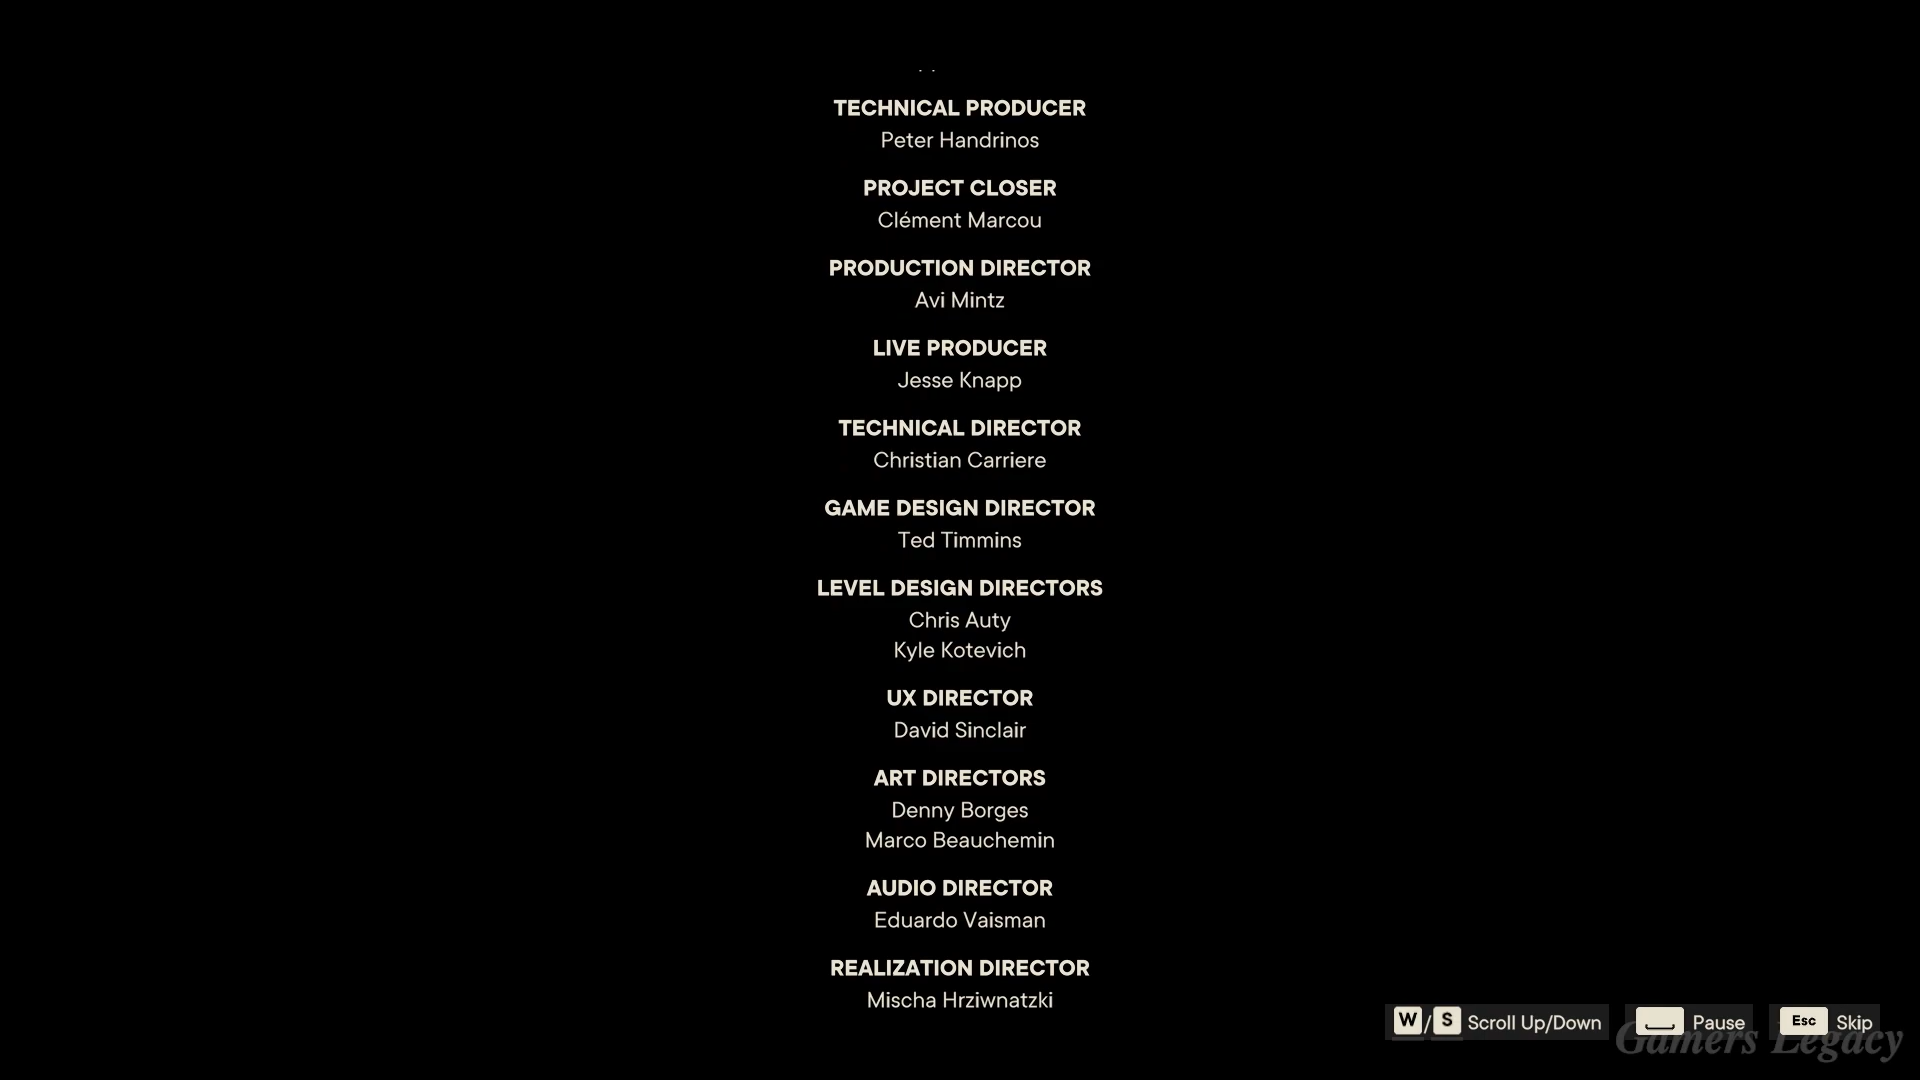 TECHNICAL PRODUCER
Peter Handrinos
PROJECT CLOSER
Clément Marcou
PRODUCTION DIRECTOR
Avi Mintz
LIVE PRODUCER
Jesse Knapp
TECHNICAL DIRECTOR
Christian Carriere
GAME DESIGN DIRECTOR
Ted Timmins
LEVEL DESIGN DIRECTORS
Chris Auty
Kyle Kotevich
UX DIRECTOR
David Sinclair
ART DIRECTORS
Denny Borges
Marco Beauchemin
AUDIO DIRECTOR
Eduardo Vaisman
REALIZATION DIRECTOR
Mischa Hrziwnatzki
W/S Scroll Up/Down Pause Esc Skip
Gamers Legacy